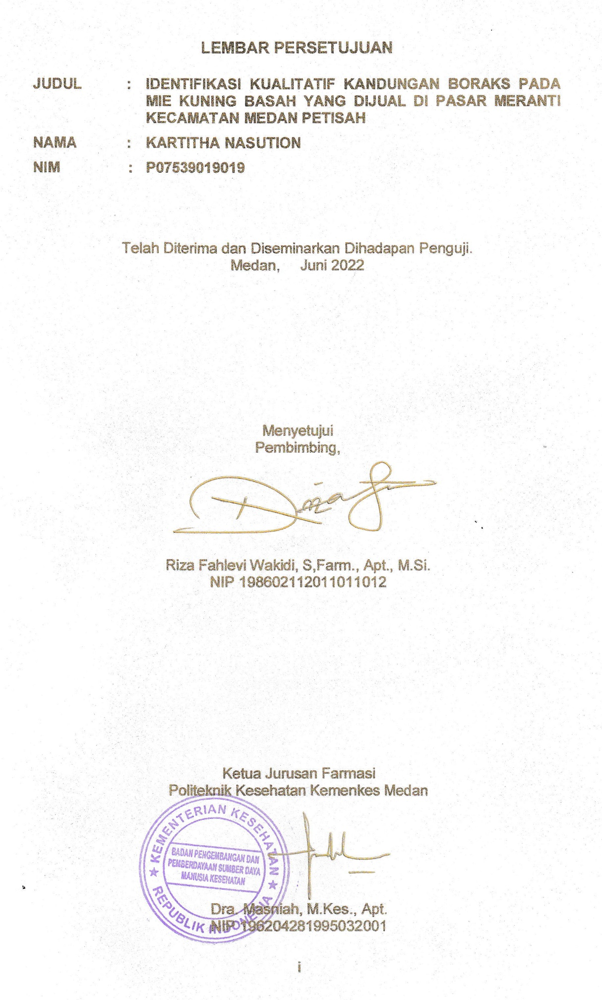 LEMBAR PERSETUJUAN
JUDUL : IDENTIFIKASI KUALITATIF KANDUNGAN BORAKS PADA
MIE KUNING BASAH YANG DIJUAL DI PASAR MERANTI
KECAMATAN MEDAN PETISAH
NAMA : KARTITHA NASUTION
NIM : P07539019019
Telah Diterima dan Diseminarkan Dihadapan Penguji.
Medan, Juni 2022
Menyetujui
Pembimbing,
Riza Fahlevi Wakidi, S,Farm., Apt., M.Si.
NIP 198602112011011012
Ketua Jurusan Farmasi
Politeknik Kesehatan Kemenkes Medan
★ KEMENTERIAN KESEHATAN ★
BADAN PENGEMBANGAN DAN
PEMBERDAYAAN SUMBER DAYA
MANUSIA KESEHATAN
REPUBLIK INDONESIA
Dra. Masniah, M.Kes., Apt.
NIP 196204281995032001
i